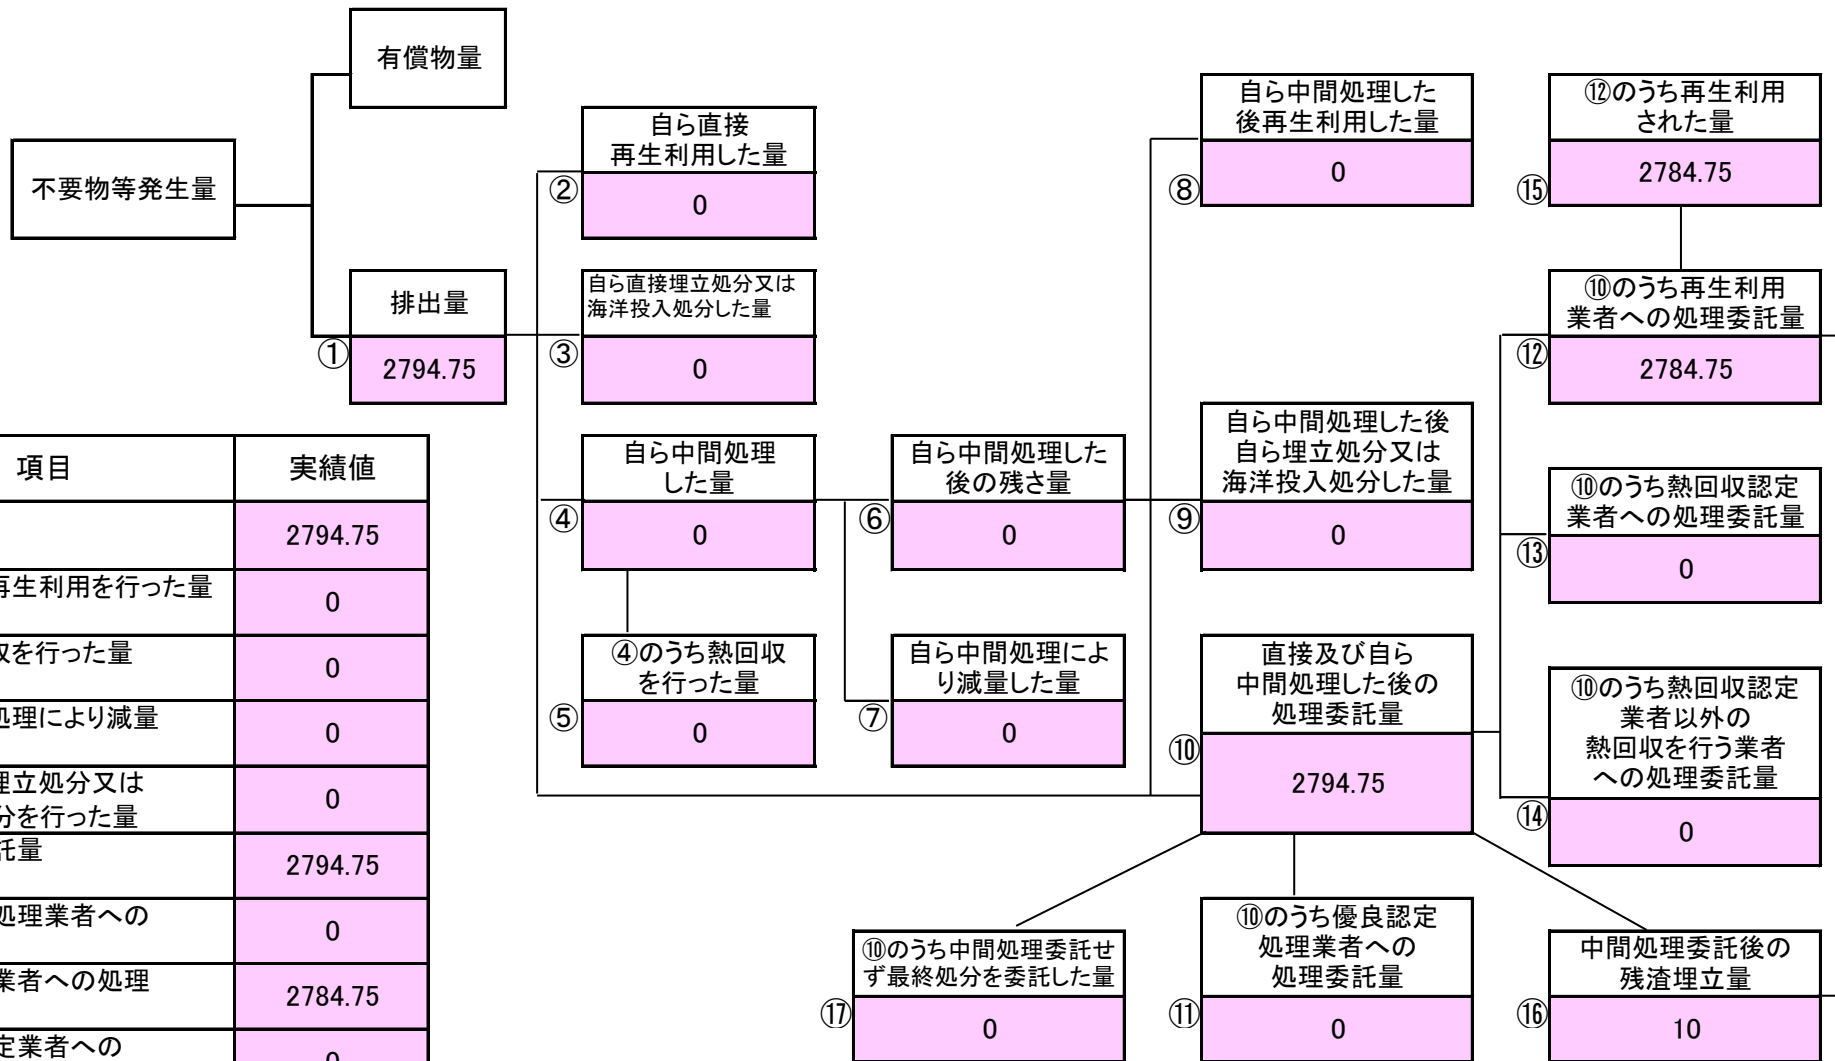 有償物量
不要物等発生量
排出量
①
2794.75
自ら直接
再生利用した量
②
0
自ら直接埋立処分又は
海洋投入処分した量
③
0
自ら中間処理
した量
④
0
④のうち熱回収
を行った量
⑤
0
自ら中間処理した
後の残さ量
⑥
0
自ら中間処理によ
り減量した量
⑦
0
自ら中間処理した
後再生利用した量
⑧
0
自ら中間処理した後
自ら埋立処分又は
海洋投入処分した量
⑨
0
直接及び自ら
中間処理した後の
処理委託量
⑩
2794.75
⑫のうち再生利用
された量
⑮
2784.75
⑩のうち再生利用
業者への処理委託量
⑫
2784.75
⑩のうち熱回収認定
業者への処理委託量
⑬
0
⑩のうち熱回収認定
業者以外の
熱回収を行う業者
への処理委託量
⑭
0
⑩のうち中間処理委託せ
ず最終処分を委託した量
⑰
0
⑩のうち優良認定
処理業者への
処理委託量
⑪
0
中間処理委託後の
残渣埋立量
⑯
10
項目 実績値
2794.75
再生利用を行った量 0
を行った量 0
処理により減量 0
埋立処分又は
分を行った量 0
託量 2794.75
処理業者への 0
業者への処理 2784.75
定業者への 0